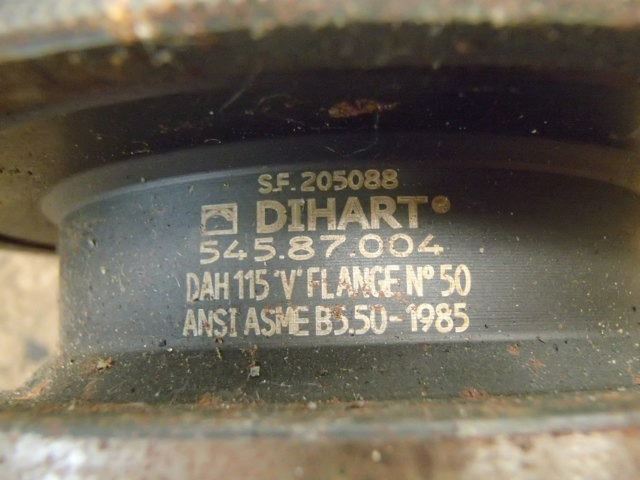 S.F. 205088
DIHART®
545.87.004
DAH 115 'V' FLANGE Nº 50
ANSI ASME B5.50-1985